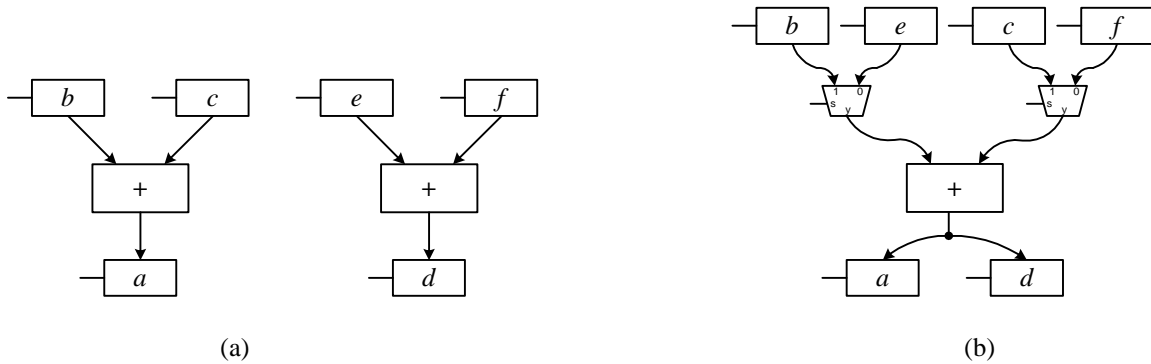 b e c f
1 0 1 0
s s
y y
b c e f
+ + +
a d a d
(a) (b)